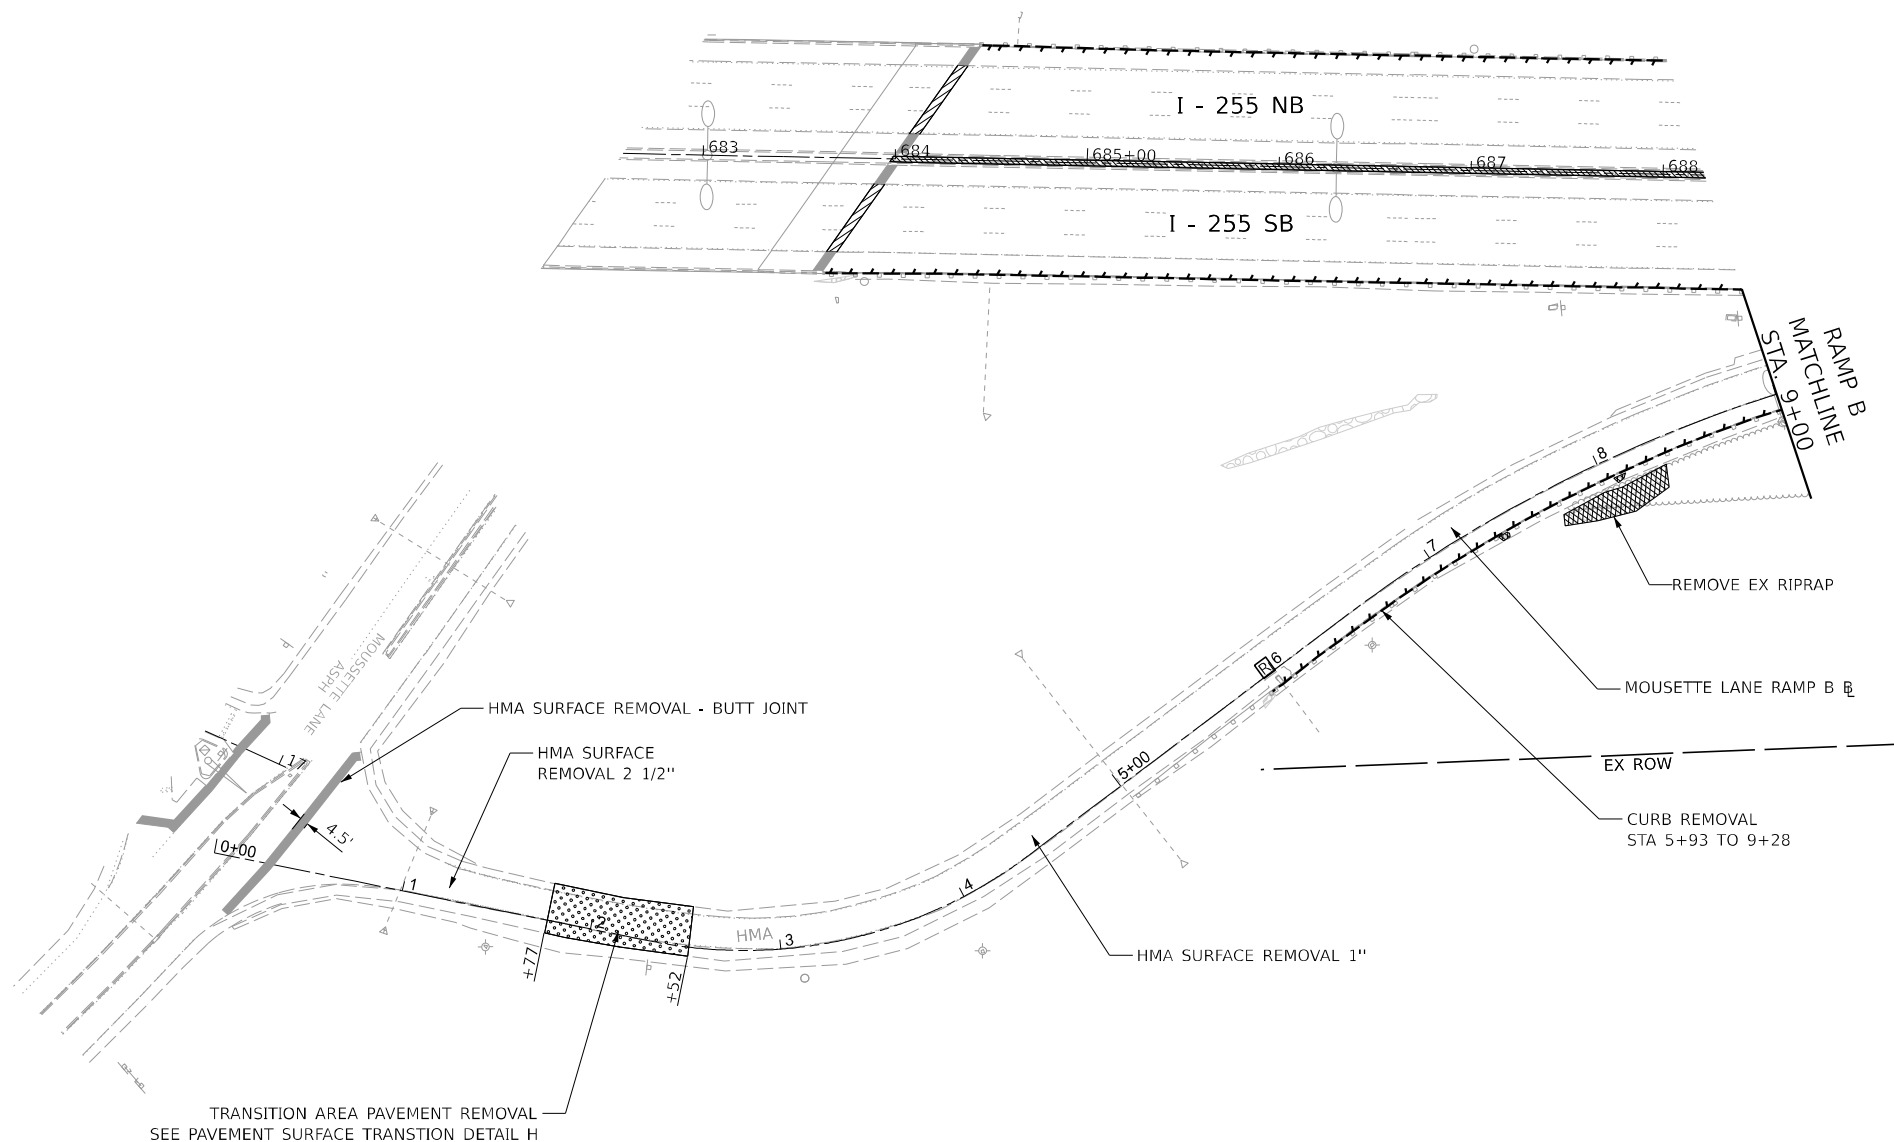 I - 255 NB
683
684
685+00
686
687
688
I - 255 SB
RAMP B
MATCHLINE
STA. 9+00
8
7
REMOVE EX RIPRAP
R
6
MOUSETTE LANE RAMP B BL
MOUSSETTE LANE
ASPH
HMA SURFACE REMOVAL - BUTT JOINT
HMA SURFACE
REMOVAL 2 1/2"
17
5+00
EX ROW
CURB REMOVAL
STA 5+93 TO 9+28
4.5'
0+00
1
2
3
4
HMA
+77
+52
HMA SURFACE REMOVAL 1"
TRANSITION AREA PAVEMENT REMOVAL
SEE PAVEMENT SURFACE TRANSTION DETAIL H